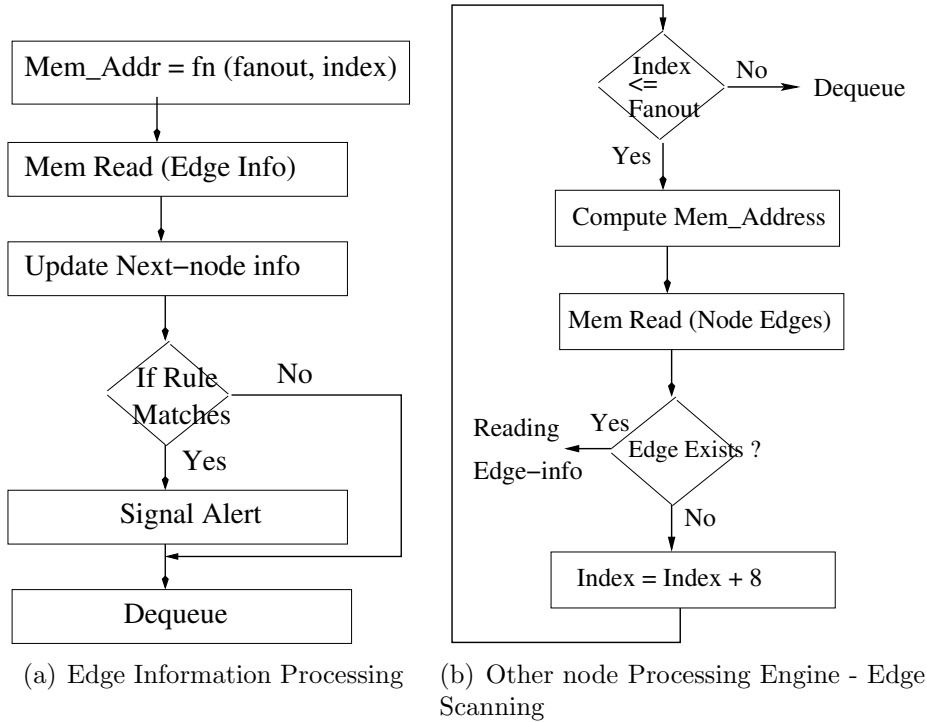 Mem_Addr = fn (fanout, index)
Mem Read (Edge Info)
Update Next−node info
If Rule
Matches
No
Yes
Signal Alert
Dequeue
(a) Edge Information Processing
Index
<=
Fanout
No
Dequeue
Yes
Compute Mem_Address
Mem Read (Node Edges)
Edge Exists ?
Yes
Reading
Edge−info
No
Index = Index + 8
(b) Other node Processing Engine - Edge
Scanning